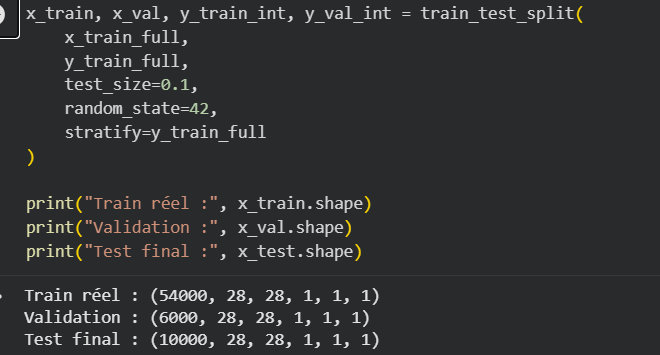 x_train, x_val, y_train_int, y_val_int = train_test_split(
    x_train_full,
    y_train_full,
    test_size=0.1,
    random_state=42,
    stratify=y_train_full
)
print("Train réel :", x_train.shape)
print("Validation :", x_val.shape)
print("Test final :", x_test.shape)
Train réel : (54000, 28, 28, 1, 1, 1)
Validation : (6000, 28, 28, 1, 1, 1)
Test final : (10000, 28, 28, 1, 1, 1)